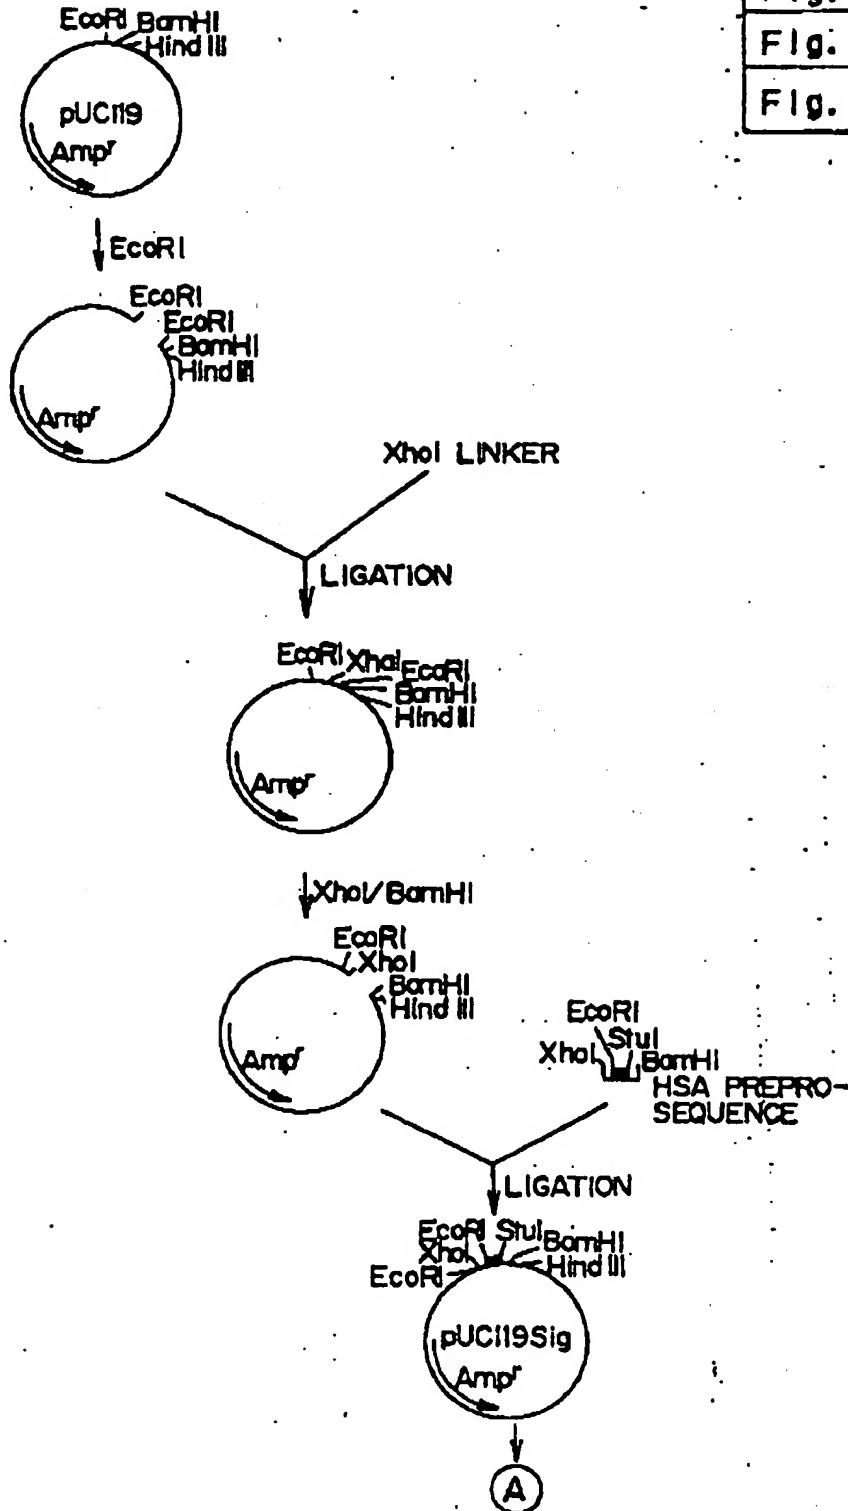 Fig.
Fig.
EcoRI BamHI
Hind III
pUC119
Ampr
EcoRI
EcoRI
EcoRI
BamHI
Hind III
Ampr
XhoI LINKER
LIGATION
EcoRI XhoI EcoRI
BamHI
Hind III
Ampr
XhoI/BamHI
EcoRI
XhoI
BamHI
Hind III
Ampr
EcoRI
StuI
XhoI BamHI
HSA PREPRO-
SEQUENCE
LIGATION
EcoRI StuI BamHI
XhoI Hind III
EcoRI
pUC119Sig
Ampr
A